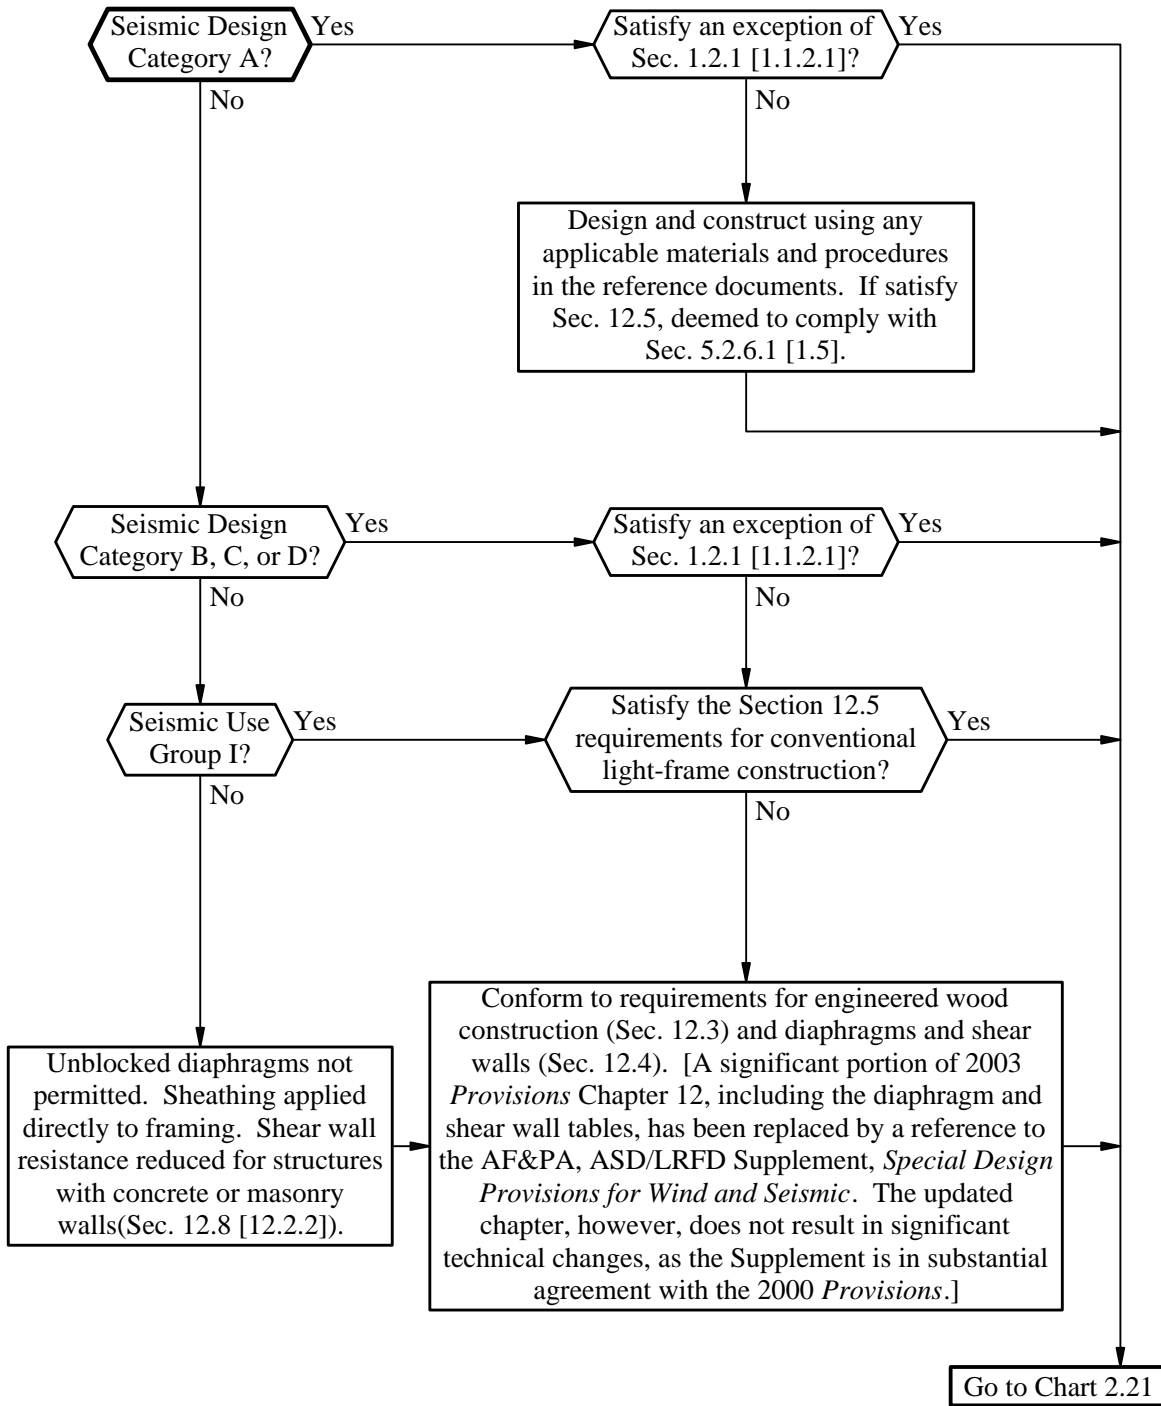 Seismic Design
Category A?
Yes
Satisfy an exception of
Sec. 1.2.1 [1.1.2.1]?
Yes
No
No
Design and construct using any
applicable materials and procedures
in the reference documents.  If satisfy
Sec. 12.5, deemed to comply with
Sec. 5.2.6.1 [1.5].
Seismic Design
Category B, C, or D?
Yes
Satisfy an exception of
Sec. 1.2.1 [1.1.2.1]?
Yes
No
No
Seismic Use
Group I?
Yes
Satisfy the Section 12.5
requirements for conventional
light-frame construction?
Yes
No
No
Unblocked diaphragms not
permitted.  Sheathing applied
directly to framing.  Shear wall
resistance reduced for structures
with concrete or masonry
walls(Sec. 12.8 [12.2.2]).
Conform to requirements for engineered wood
construction (Sec. 12.3) and diaphragms and shear
walls (Sec. 12.4).  [A significant portion of 2003
Provisions Chapter 12, including the diaphragm and
shear wall tables, has been replaced by a reference to
the AF&PA, ASD/LRFD Supplement, Special Design
Provisions for Wind and Seismic.  The updated
chapter, however, does not result in significant
technical changes, as the Supplement is in substantial
agreement with the 2000 Provisions.]
Go to Chart 2.21